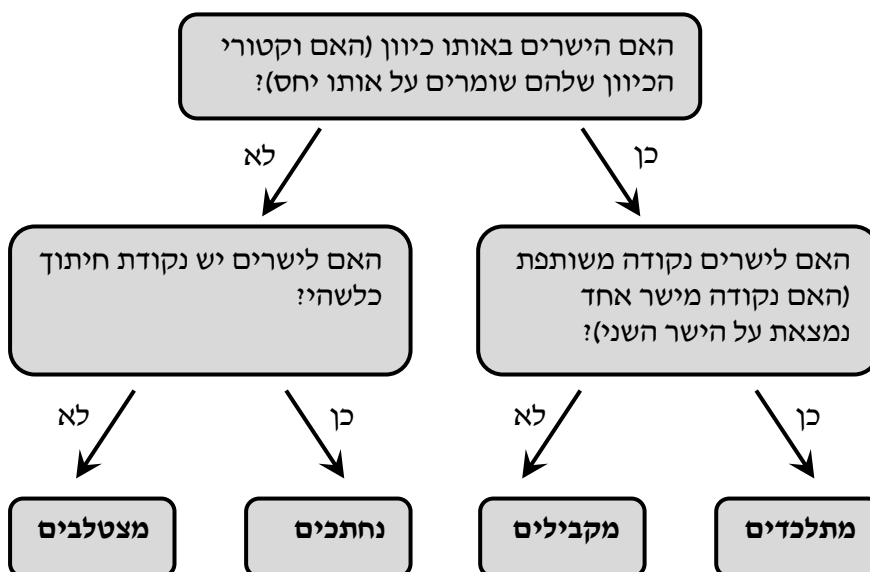 האם הישרים באותו כיוון (האם וקטורי
הכיוון שלהם שומרים על אותו יחס)?
כן
לא
האם לישרים נקודה משותפת
(האם נקודה מישר אחד
נמצאת על הישר השני)?
האם לישרים יש נקודת חיתוך
כלשהי?
כן
לא
כן
לא
מתלכדים
מקבילים
נחתכים
מצטלבים